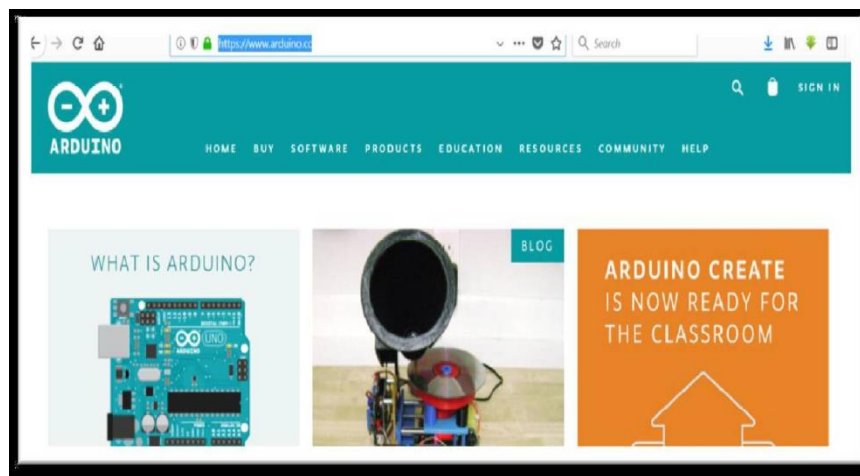 https://www.arduino.cc
Search
SIGN IN
ARDUINO
HOME BUY SOFTWARE PRODUCTS EDUCATION RESOURCES COMMUNITY HELP
WHAT IS ARDUINO?
UNO
ARDUINO
BLOG
ARDUINO CREATE
IS NOW READY FOR
THE CLASSROOM